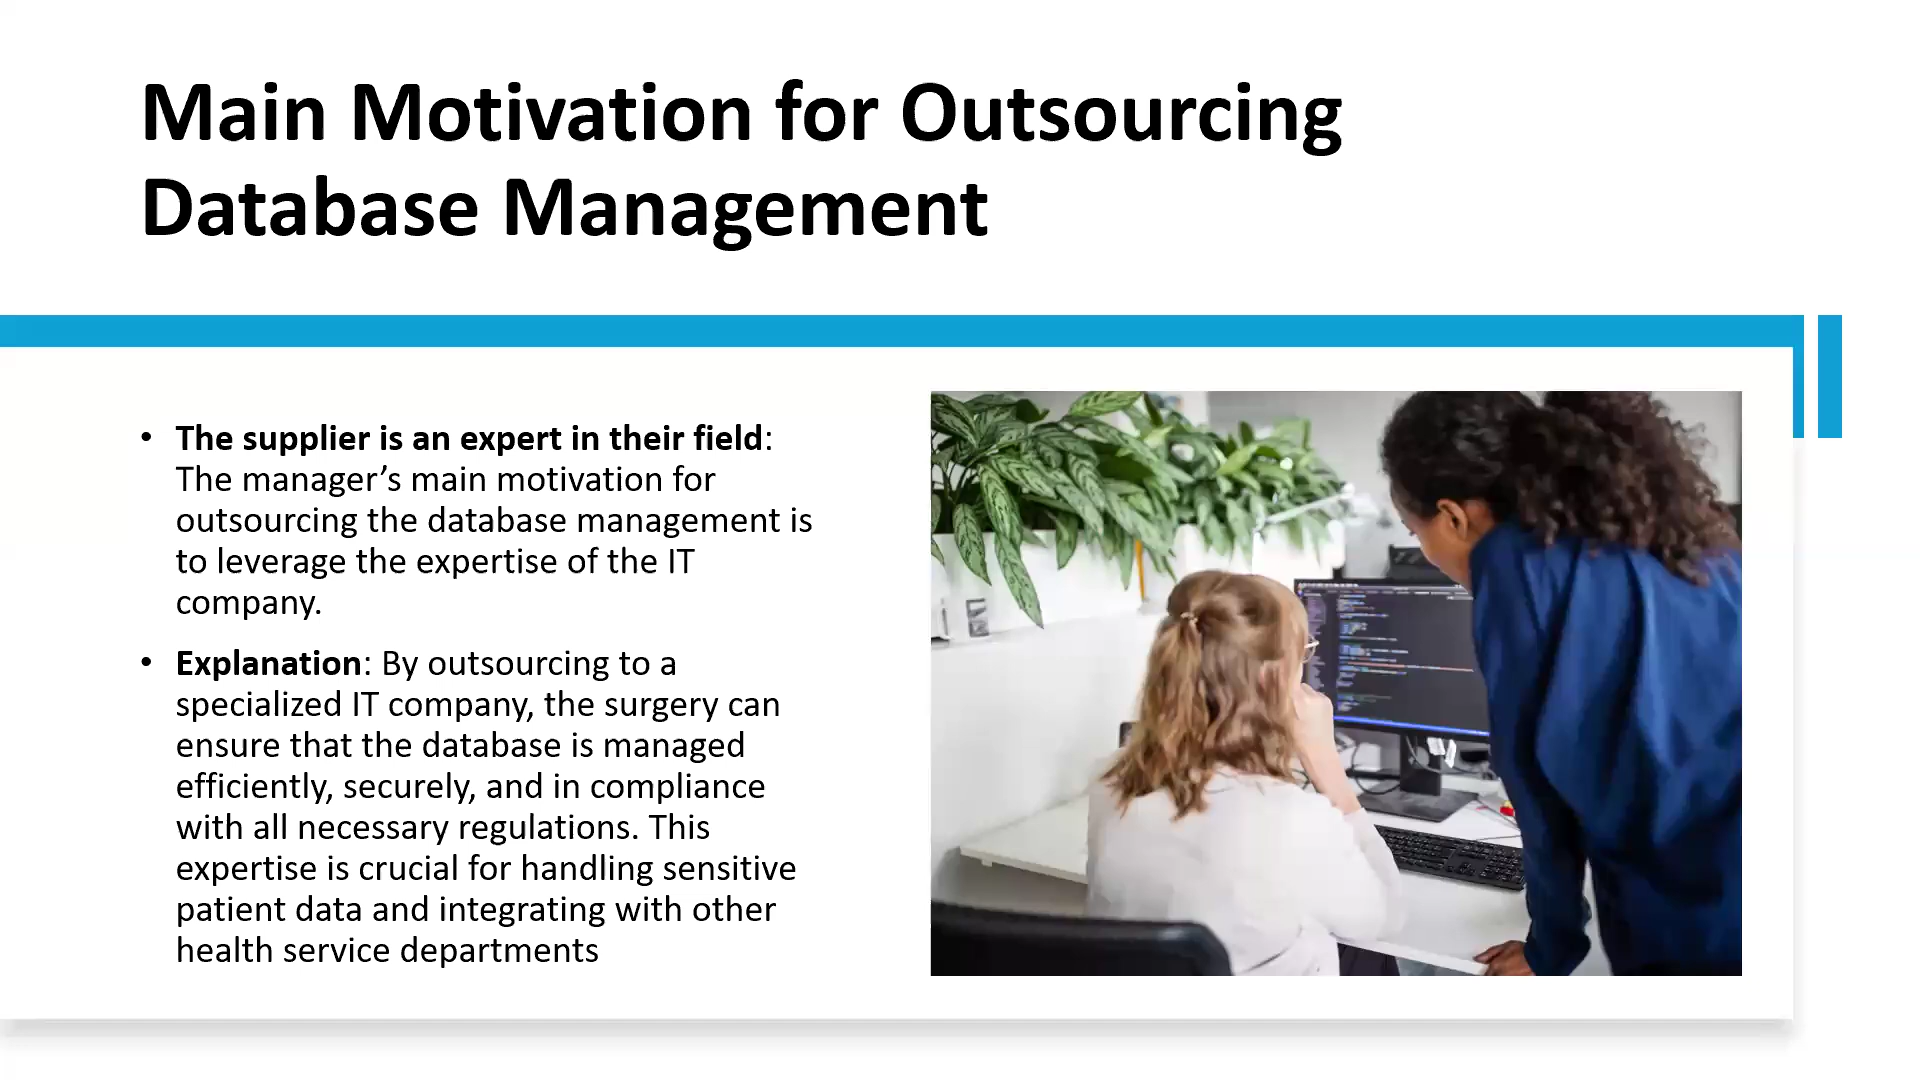 Main Motivation for Outsourcing
Database Management
• The supplier is an expert in their field:
The manager’s main motivation for
outsourcing the database management is
to leverage the expertise of the IT
company.
• Explanation: By outsourcing to a
specialized IT company, the surgery can
ensure that the database is managed
efficiently, securely, and in compliance
with all necessary regulations. This
expertise is crucial for handling sensitive
patient data and integrating with other
health service departments